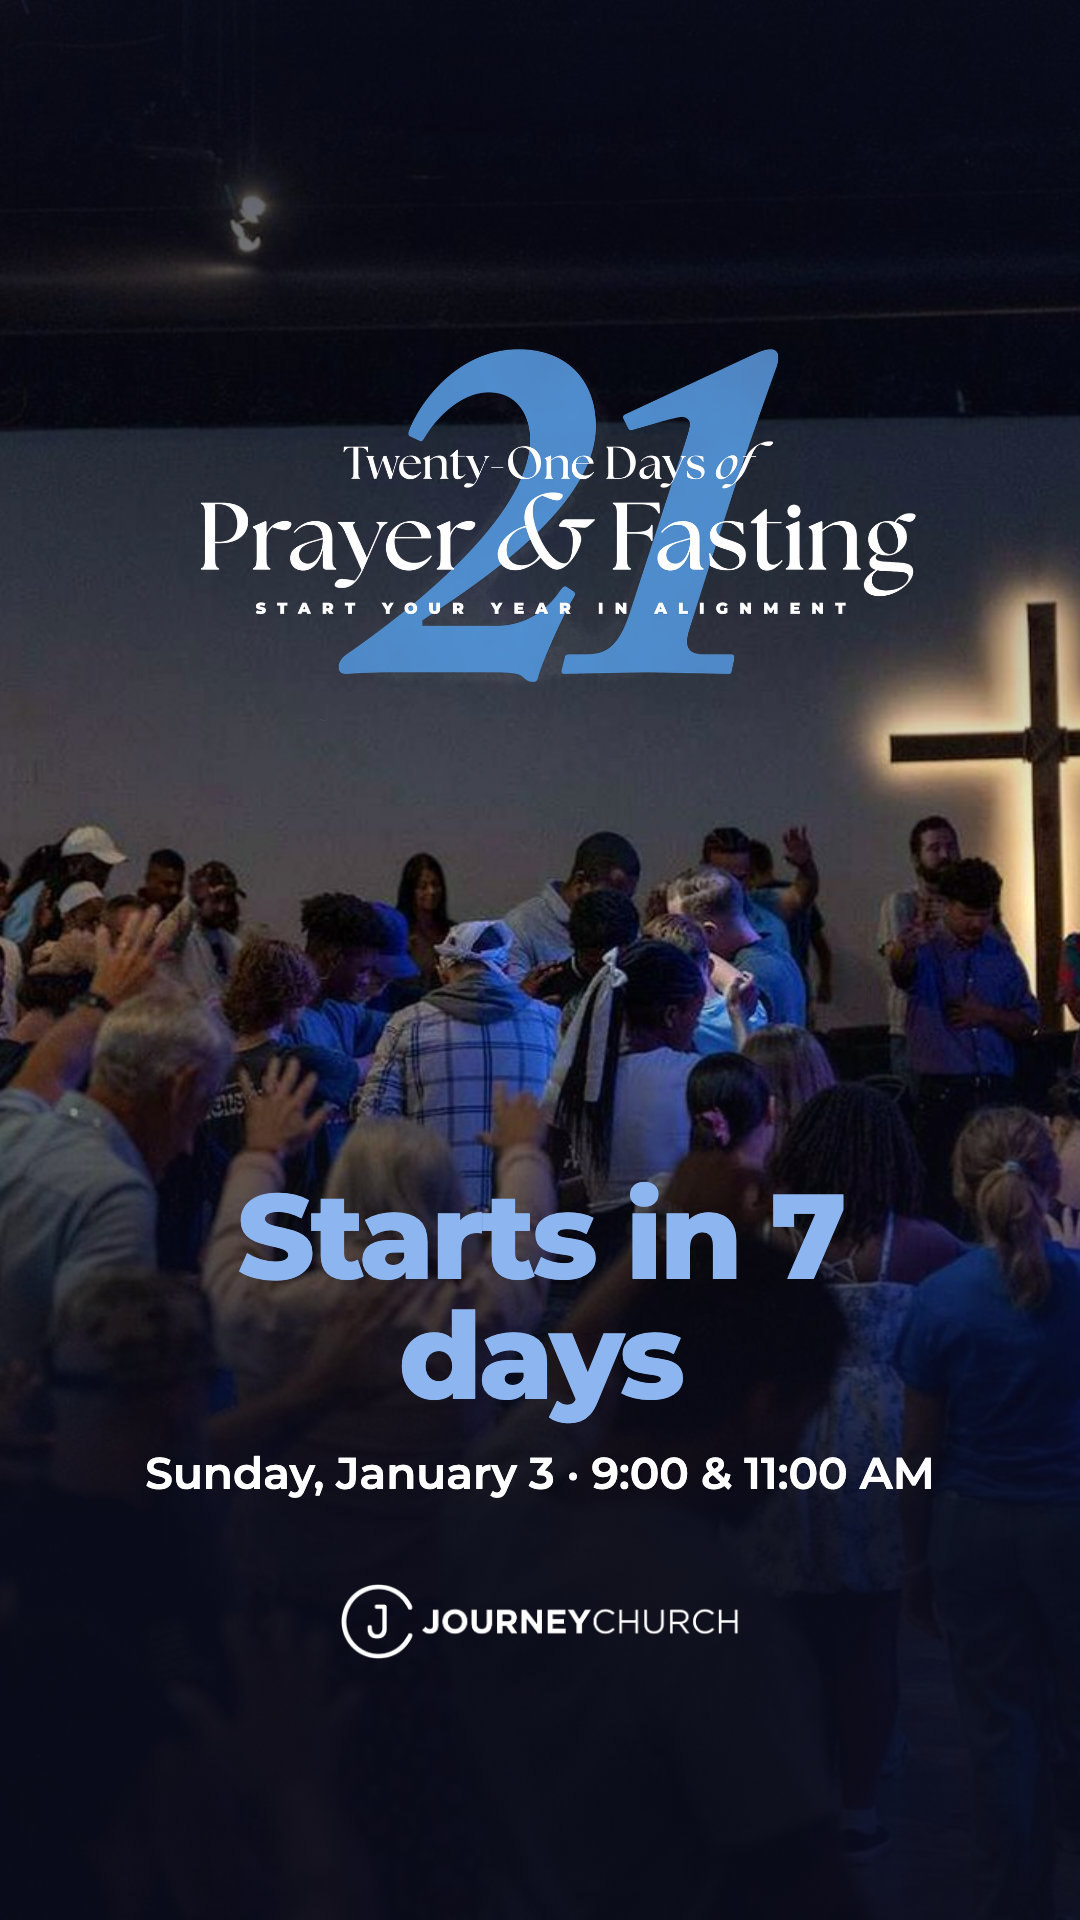 21
Twenty-One Days of
Prayer & Fasting
START YOUR YEAR IN ALIGNMENT
Starts in 7
days
Sunday, January 3 · 9:00 & 11:00 AM
J JOURNEYCHURCH